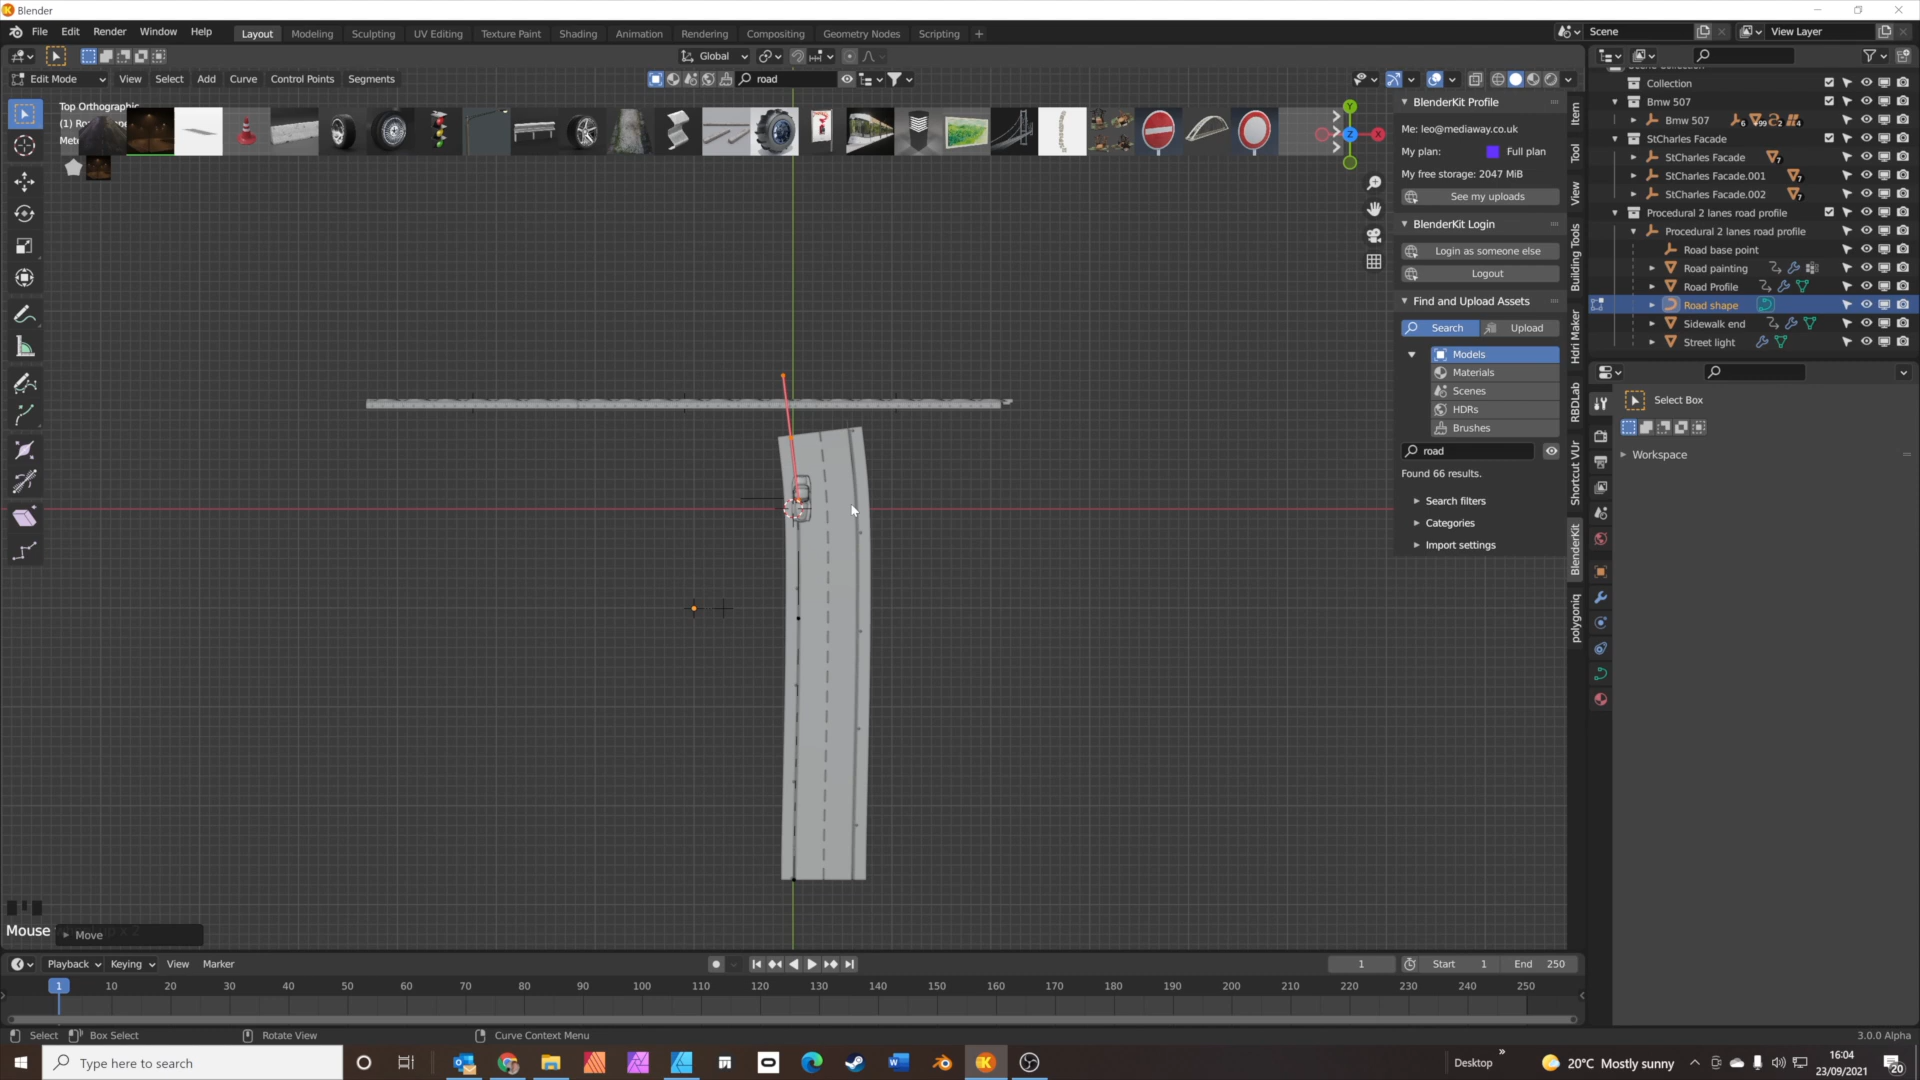 Blender
File Edit Render Window Help
Layout Modeling Sculpting UV Editing Texture Paint Shading Animation Rendering Compositing Geometry Nodes Scripting +
Scene
View Layer
Global
Edit Mode View Select Add Curve Control Points Segments
road
Top Orthographic
BlenderKit Profile
Me: leo@mediaway.co.uk
My plan: Full plan
My free storage: 2047 MiB
See my uploads
BlenderKit Login
Login as someone else
Logout
Find and Upload Assets
Search Upload
Models
Materials
Scenes
HDRs
Brushes
road
Found 66 results.
Search filters
Categories
Import settings
Item
Tool
View
Building Tools
Hdri Maker
RBDLab
Shortcut VUr
BlenderKit
polygoniq
Y
X
Z
Collection
Bmw 507
Bmw 507
StCharles Facade
StCharles Facade
StCharles Facade.001
StCharles Facade.002
Procedural 2 lanes road profile
Procedural 2 lanes road profile
Road base point
Road painting
Road Profile
Road shape
Sidewalk end
Street light
Select Box
Workspace
Mouse
Move
Playback Keying View Marker
1
Start 1
End 250
1 10 20 30 40 50 60 70 80 90 100 110 120 130 140 150 160 170 180 190 200 210 220 230 240 250
Select Box Select Rotate View Curve Context Menu
3.0.0 Alpha
Type here to search
Desktop
20°C Mostly sunny
16:04
23/09/2021
20